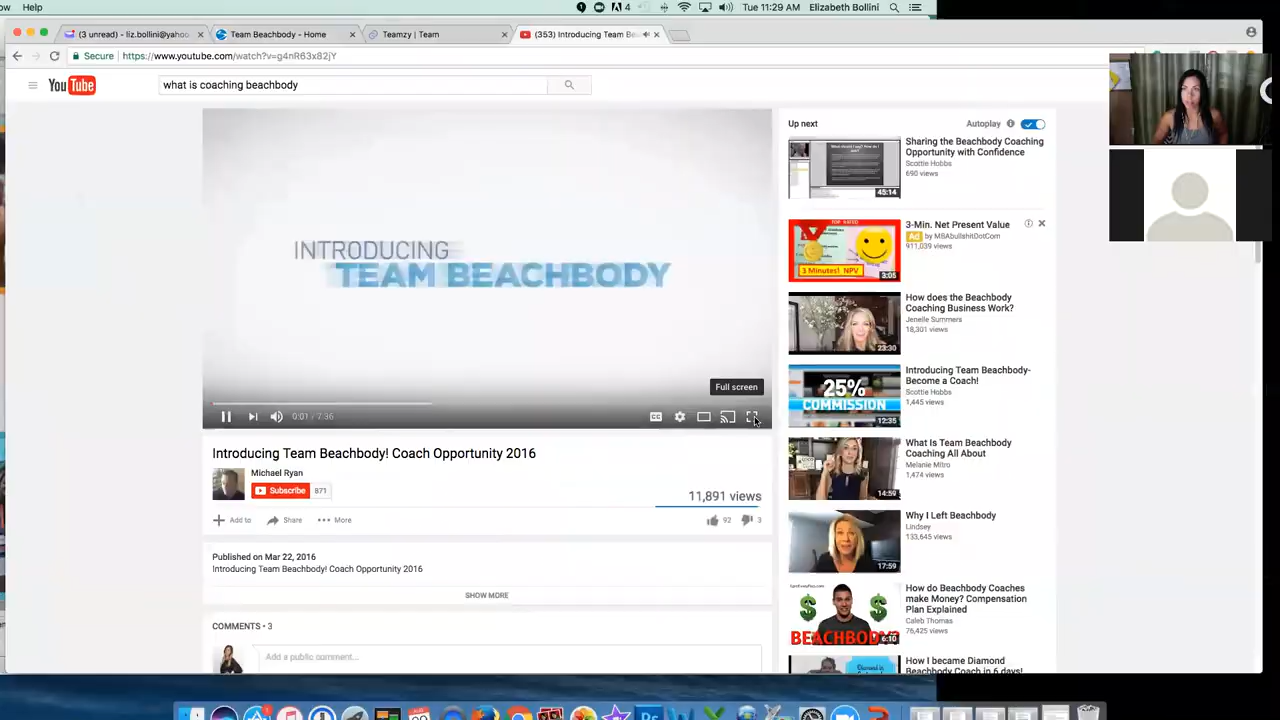 ow Help
4
Tue 11:29 AM Elizabeth Bollini
(3 unread) - liz.bollini@yahoo
Team Beachbody - Home
Teamzy | Team
(353) Introducing Team Be
Secure https://www.youtube.com/watch?v=g4nR63x82jY
YouTube
what is coaching beachbody
INTRODUCING
TEAM BEACHBODY
Full screen
0:01 / 7:36
CC
Introducing Team Beachbody! Coach Opportunity 2016
Michael Ryan
Subscribe 871
11,891 views
Add to Share More
92 3
Published on Mar 22, 2016
Introducing Team Beachbody! Coach Opportunity 2016
SHOW MORE
COMMENTS • 3
Add a public comment...
Up next
Autoplay
Sharing the Beachbody Coaching
Opportunity with Confidence
Scottie Hobbs
690 views
45:14
3-Min. Net Present Value
Ad by MBAbullshitDotCom
911,039 views
TOP RATED
3 Minutes! NPV
3:05
How does the Beachbody
Coaching Business Work?
Jenelle Summers
18,301 views
23:30
Introducing Team Beachbody-
Become a Coach!
Scottie Hobbs
1,445 views
25%
COMMISSION
12:35
What Is Team Beachbody
Coaching All About
Melanie Mitro
1,474 views
14:59
Why I Left Beachbody
Lindsey
133,645 views
17:59
How do Beachbody Coaches
make Money? Compensation
Plan Explained
Caleb Thomas
76,425 views
BEACHBODY
6:10
How I became Diamond
Beachbody Coach in 6 days!